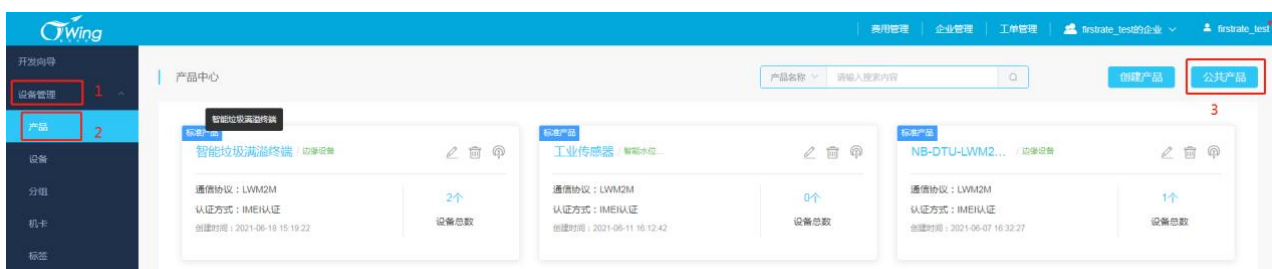 CTWing
费用管理 企业管理 工单管理 firstrate_test的企业 firstrate_test
开发向导
产品中心 产品名称 请输入搜索内容 创建产品 公共产品
设备管理 1
3
智能垃圾满溢终端
产品 2
标准产品 标准产品 标准产品
智能垃圾满溢终端 / 边缘设备 工业传感器 / 智能水位... NB-DTU-LWM2... / 边缘设备
设备
通信协议：LWM2M 通信协议：LWM2M 通信协议：LWM2M
分组
2个 0个 1个
认证方式：IMEI认证 认证方式：IMEI认证 认证方式：IMEI认证
机卡
设备总数 设备总数 设备总数
创建时间：2021-06-18 15:19:22 创建时间：2021-06-11 16:12:42 创建时间：2021-06-07 16:32:27
标签